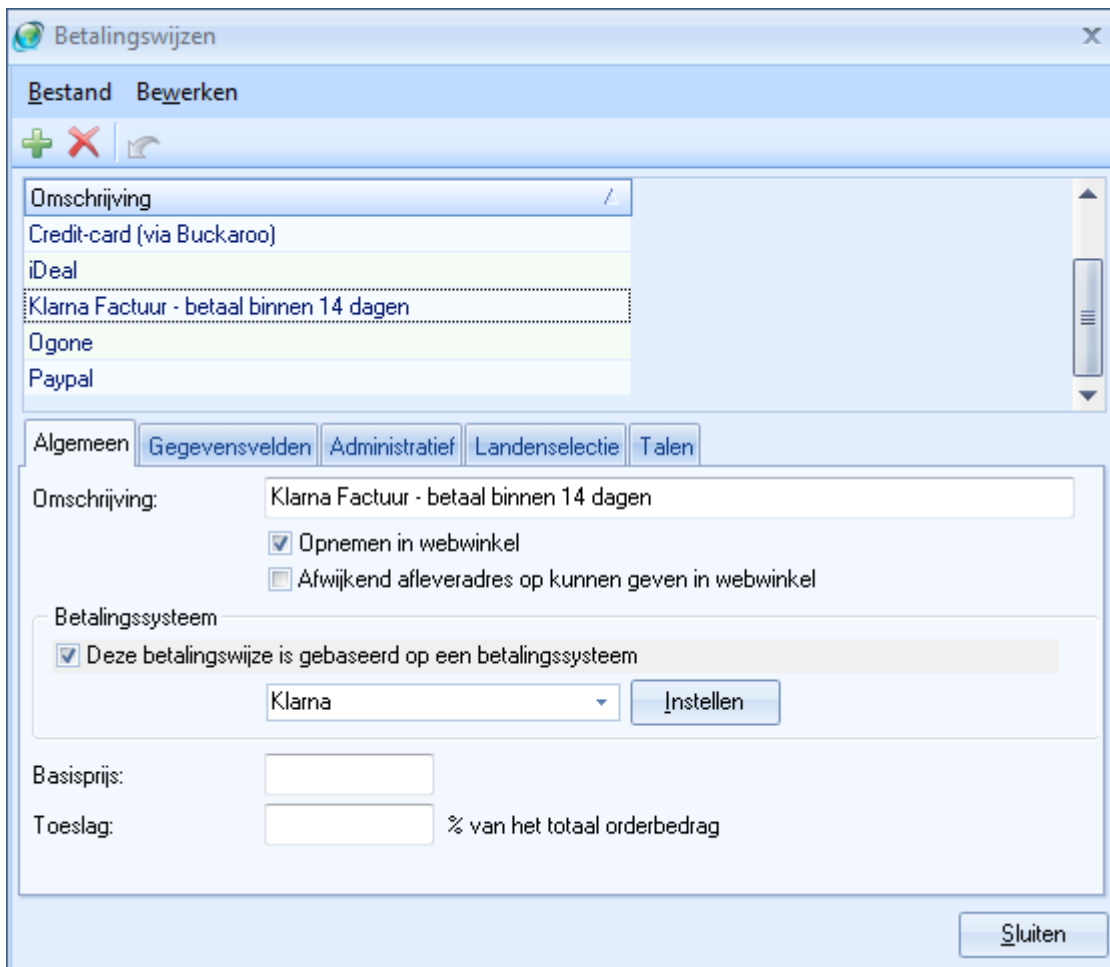 Betalingswijzen
Bestand Bewerken
Omschrijving
Credit-card (via Buckaroo)
iDeal
Klarna Factuur - betaal binnen 14 dagen
Ogone
Paypal
Algemeen Gegevensvelden Administratief Landenselectie Talen
Omschrijving: Klarna Factuur - betaal binnen 14 dagen
Opnemen in webwinkel
Afwijkend afleveradres op kunnen geven in webwinkel
Betalingssysteem
Deze betalingswijze is gebaseerd op een betalingssysteem
Klarna Instellen
Basisprijs:
Toeslag: % van het totaal orderbedrag
Sluiten